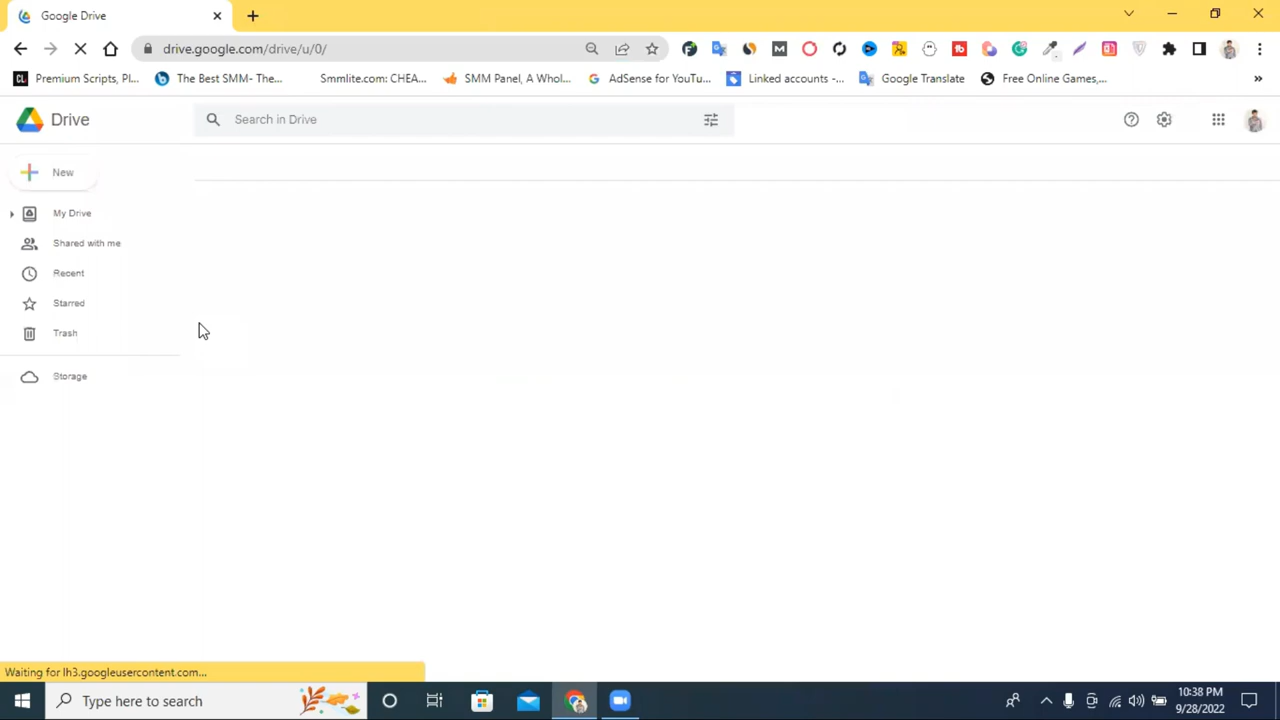 Google Drive
drive.google.com/drive/u/0/
Premium Scripts, Pl...
The Best SMM- The...
Smmlite.com: CHEA...
SMM Panel, A Whol...
AdSense for YouTu...
Linked accounts -...
Google Translate
Free Online Games,...
Drive
Search in Drive
New
My Drive
Shared with me
Recent
Starred
Trash
Storage
Waiting for lh3.googleusercontent.com...
Type here to search
10:38 PM
9/28/2022